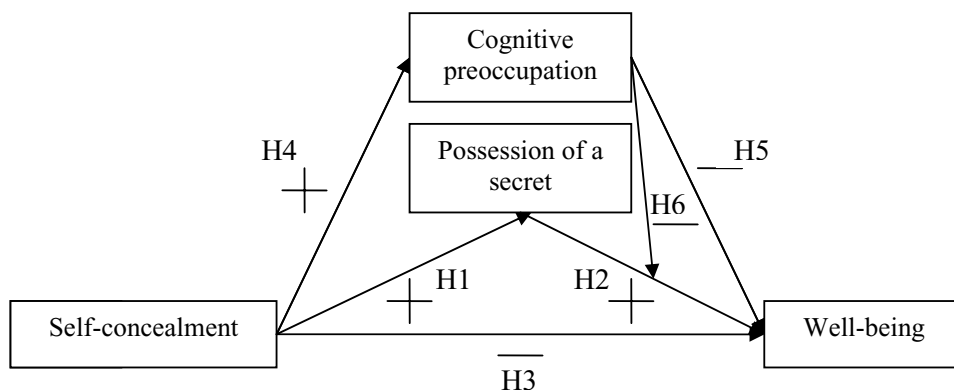 Cognitive
preoccupation
H4
Possession of a
secret
H5
H6
H1
H2
Self-concealment
Well-being
H3